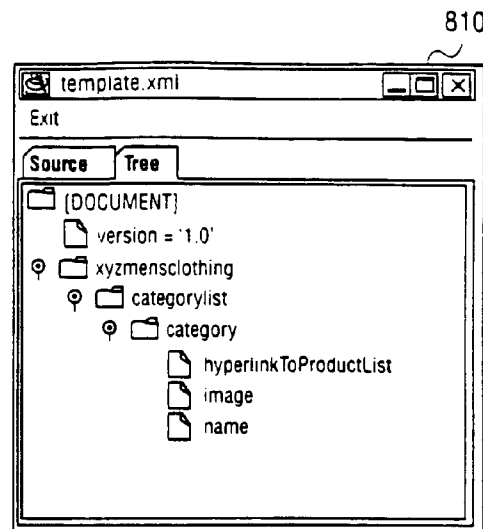 810
template.xml
Exit
Source Tree
[DOCUMENT]
version = '1.0'
xyzmensclothing
categorylist
category
hyperlinkToProductList
image
name